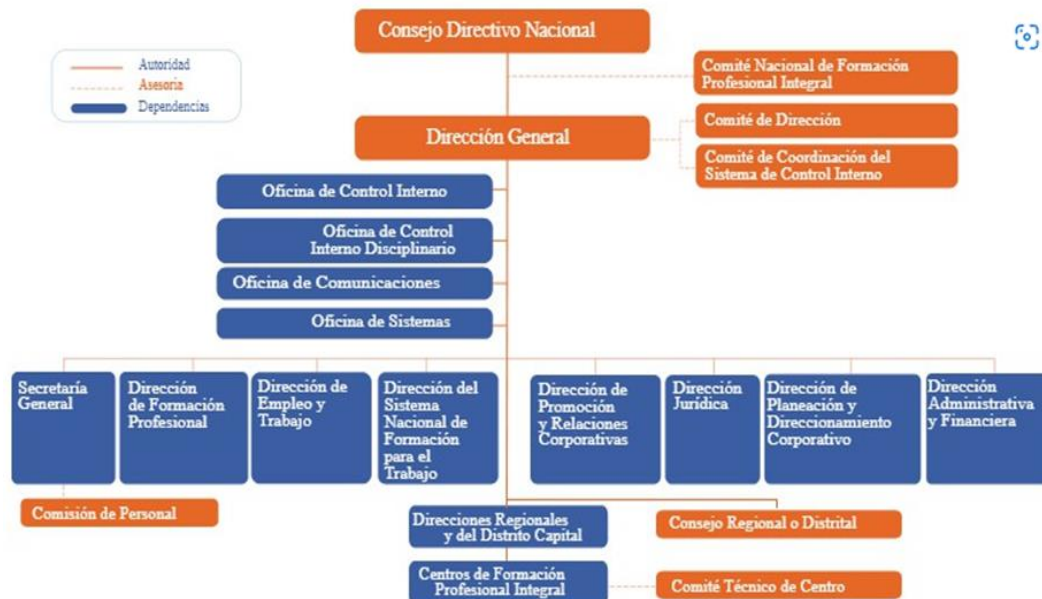 Consejo Directivo Nacional
Autoridad
Asesoria
Dependencias
Comité Nacional de Formación
Profesional Integral
Dirección General
Comité de Dirección
Comité de Coordinación del
Sistema de Control Interno
Oficina de Control Interno
Oficina de Control
Interno Disciplinario
Oficina de Comunicaciones
Oficina de Sistemas
Secretaría
General
Dirección
de Formación
Profesional
Dirección de
Empleo y
Trabajo
Dirección del
Sistema
Nacional de
Formación
para el
Trabajo
Dirección de
Promoción
y Relaciones
Corporativas
Dirección
Jurídica
Dirección de
Planeación y
Direccionamiento
Corporativo
Dirección
Administrativa
y Financiera
Comisión de Personal
Direcciones Regionales
y del Distrito Capital
Consejo Regional o Distrital
Centros de Formación
Profesional Integral
Comité Técnico de Centro